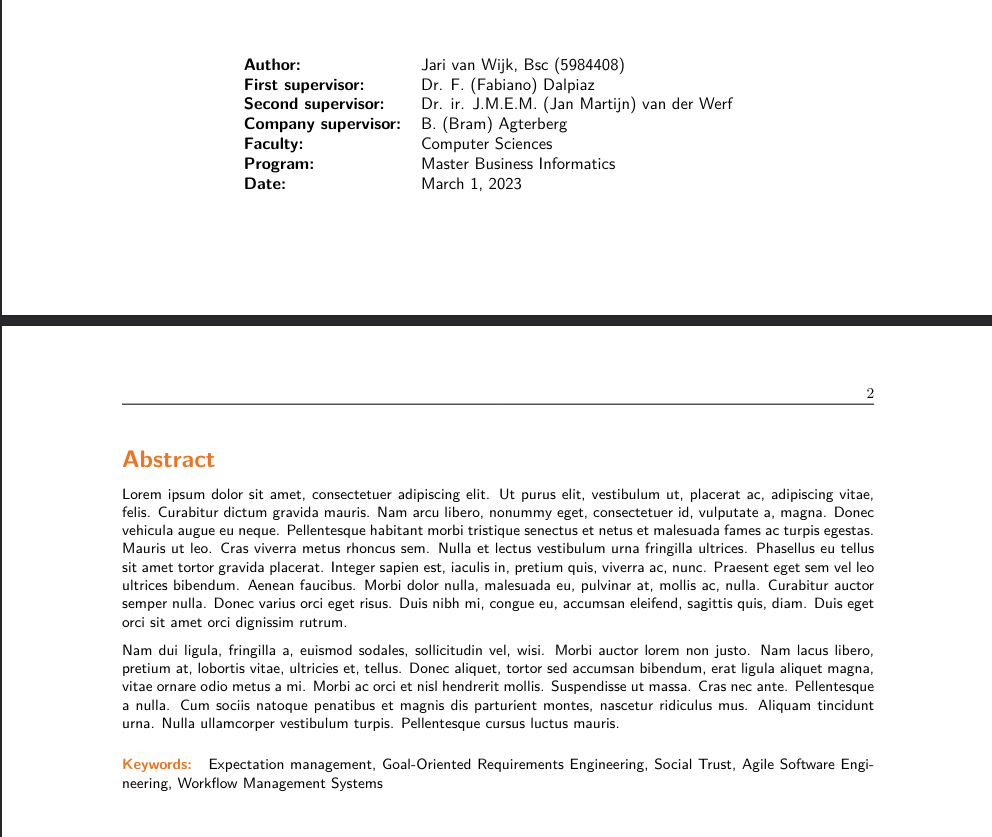 Author: Jari van Wijk, Bsc (5984408)
First supervisor: Dr. F. (Fabiano) Dalpiaz
Second supervisor: Dr. ir. J.M.E.M. (Jan Martijn) van der Werf
Company supervisor: B. (Bram) Agterberg
Faculty: Computer Sciences
Program: Master Business Informatics
Date: March 1, 2023
2
Abstract
Lorem ipsum dolor sit amet, consectetuer adipiscing elit. Ut purus elit, vestibulum ut, placerat ac, adipiscing vitae,
felis. Curabitur dictum gravida mauris. Nam arcu libero, nonummy eget, consectetuer id, vulputate a, magna. Donec
vehicula augue eu neque. Pellentesque habitant morbi tristique senectus et netus et malesuada fames ac turpis egestas.
Mauris ut leo. Cras viverra metus rhoncus sem. Nulla et lectus vestibulum urna fringilla ultrices. Phasellus eu tellus
sit amet tortor gravida placerat. Integer sapien est, iaculis in, pretium quis, viverra ac, nunc. Praesent eget sem vel leo
ultrices bibendum. Aenean faucibus. Morbi dolor nulla, malesuada eu, pulvinar at, mollis ac, nulla. Curabitur auctor
semper nulla. Donec varius orci eget risus. Duis nibh mi, congue eu, accumsan eleifend, sagittis quis, diam. Duis eget
orci sit amet orci dignissim rutrum.
Nam dui ligula, fringilla a, euismod sodales, sollicitudin vel, wisi. Morbi auctor lorem non justo. Nam lacus libero,
pretium at, lobortis vitae, ultricies et, tellus. Donec aliquet, tortor sed accumsan bibendum, erat ligula aliquet magna,
vitae ornare odio metus a mi. Morbi ac orci et nisl hendrerit mollis. Suspendisse ut massa. Cras nec ante. Pellentesque
a nulla. Cum sociis natoque penatibus et magnis dis parturient montes, nascetur ridiculus mus. Aliquam tincidunt
urna. Nulla ullamcorper vestibulum turpis. Pellentesque cursus luctus mauris.
Keywords: Expectation management, Goal-Oriented Requirements Engineering, Social Trust, Agile Software Engi-
neering, Workflow Management Systems